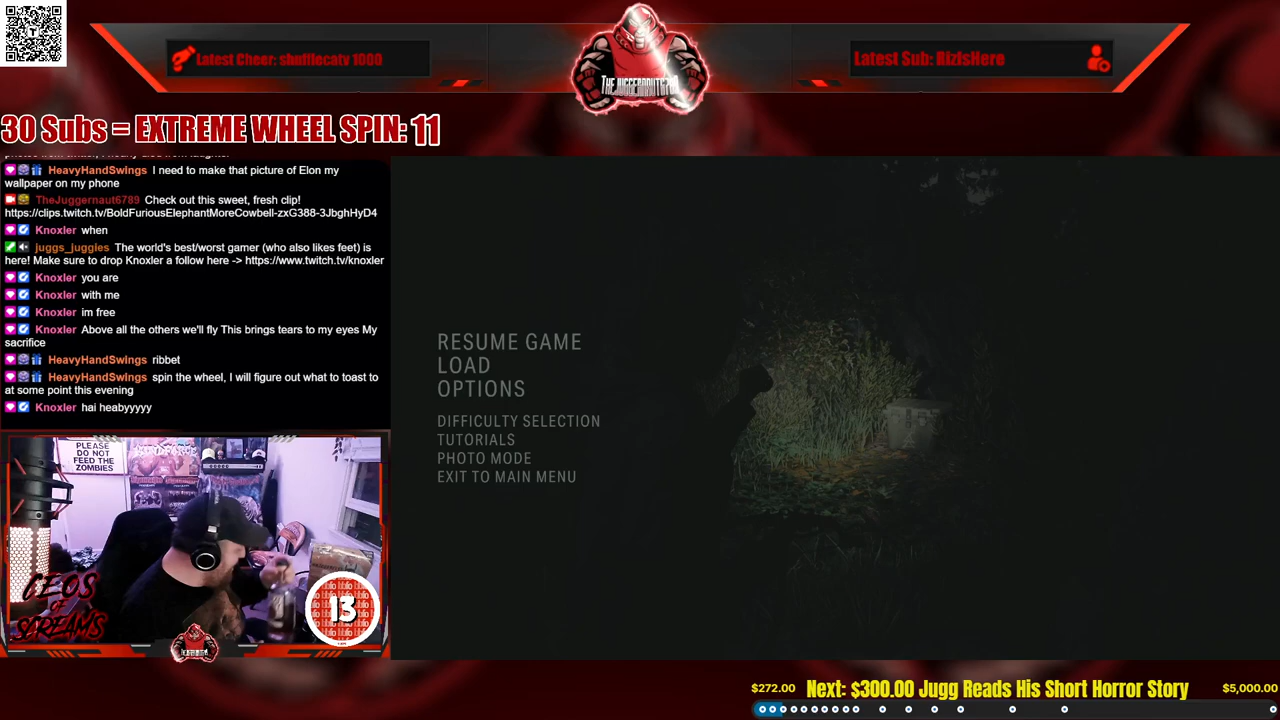 Latest Cheer: shufflecatv 1000
THEJUGGERNAUT6789
Latest Sub: RizIsHere
30 Subs = EXTREME WHEEL SPIN: 11
HeavyHandSwings I need to make that picture of Elon my
wallpaper on my phone
TheJuggernaut6789 Check out this sweet, fresh clip!
https://clips.twitch.tv/BoldFuriousElephantMoreCowbell-zxG388-3JbghHyD4
Knoxler when
juggs_juggies The world's best/worst gamer (who also likes feet) is
here! Make sure to drop Knoxler a follow here -> https://www.twitch.tv/knoxler
Knoxler you are
Knoxler with me
Knoxler im free
Knoxler Above all the others we'll fly This brings tears to my eyes My
sacrifice
HeavyHandSwings ribbet
HeavyHandSwings spin the wheel, I will figure out what to toast to
at some point this evening
Knoxler hai heabyyyyy
RESUME GAME
LOAD
OPTIONS
DIFFICULTY SELECTION
TUTORIALS
PHOTO MODE
EXIT TO MAIN MENU
PLEASE
DO NOT
FEED THE
ZOMBIES
CEOS
OF
SCREAMS
13
$272.00 Next: $300.00 Jugg Reads His Short Horror Story $5,000.00